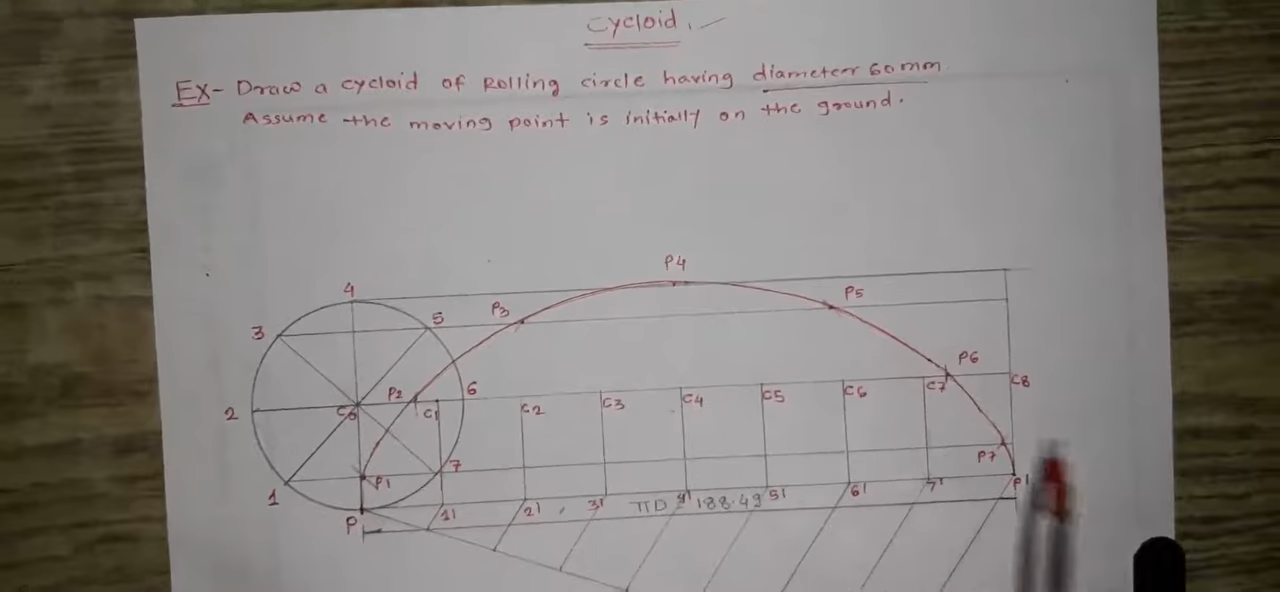 Cycloid.
EX- Draw a cycloid of Rolling circle having diameter 60mm.
Assume the moving point is initially on the ground.
P4
4
P3
P5
3
5
P6
2
C0
P2
C1
6
C2
C3
C4
C5
C6
C7
C8
1
P1
7
P7
P
1'
2'
3'
πD = 188.49
4'
5'
6'
7'
P'